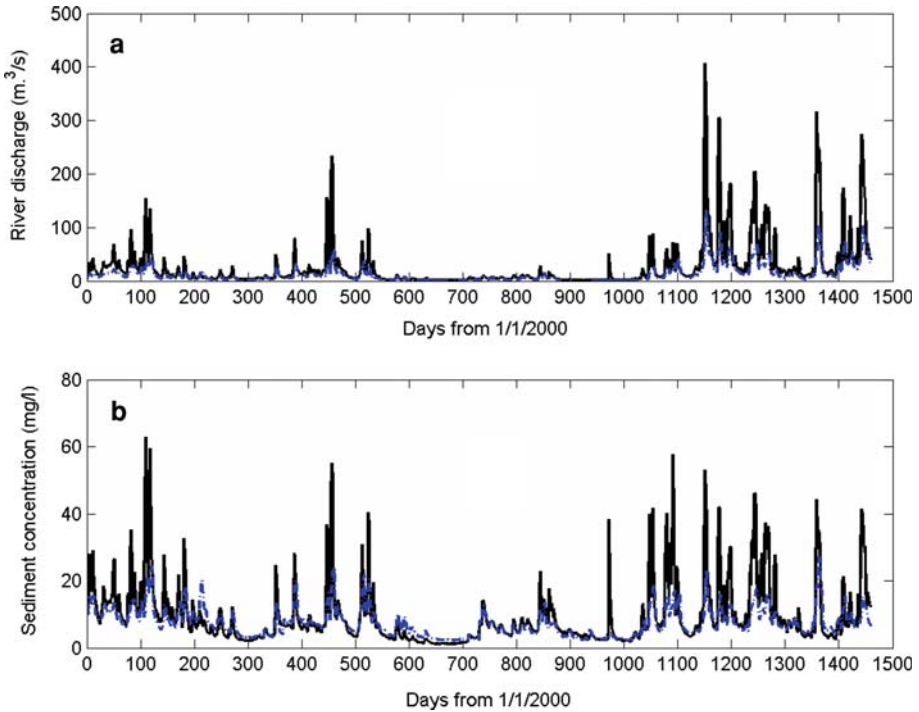 a
River discharge (m.³/s)
500
400
300
200
100
0
0 100 200 300 400 500 600 700 800 900 1000 1100 1200 1300 1400 1500
Days from 1/1/2000
b
Sediment concentration (mg/l)
80
60
40
20
0
0 100 200 300 400 500 600 700 800 900 1000 1100 1200 1300 1400 1500
Days from 1/1/2000